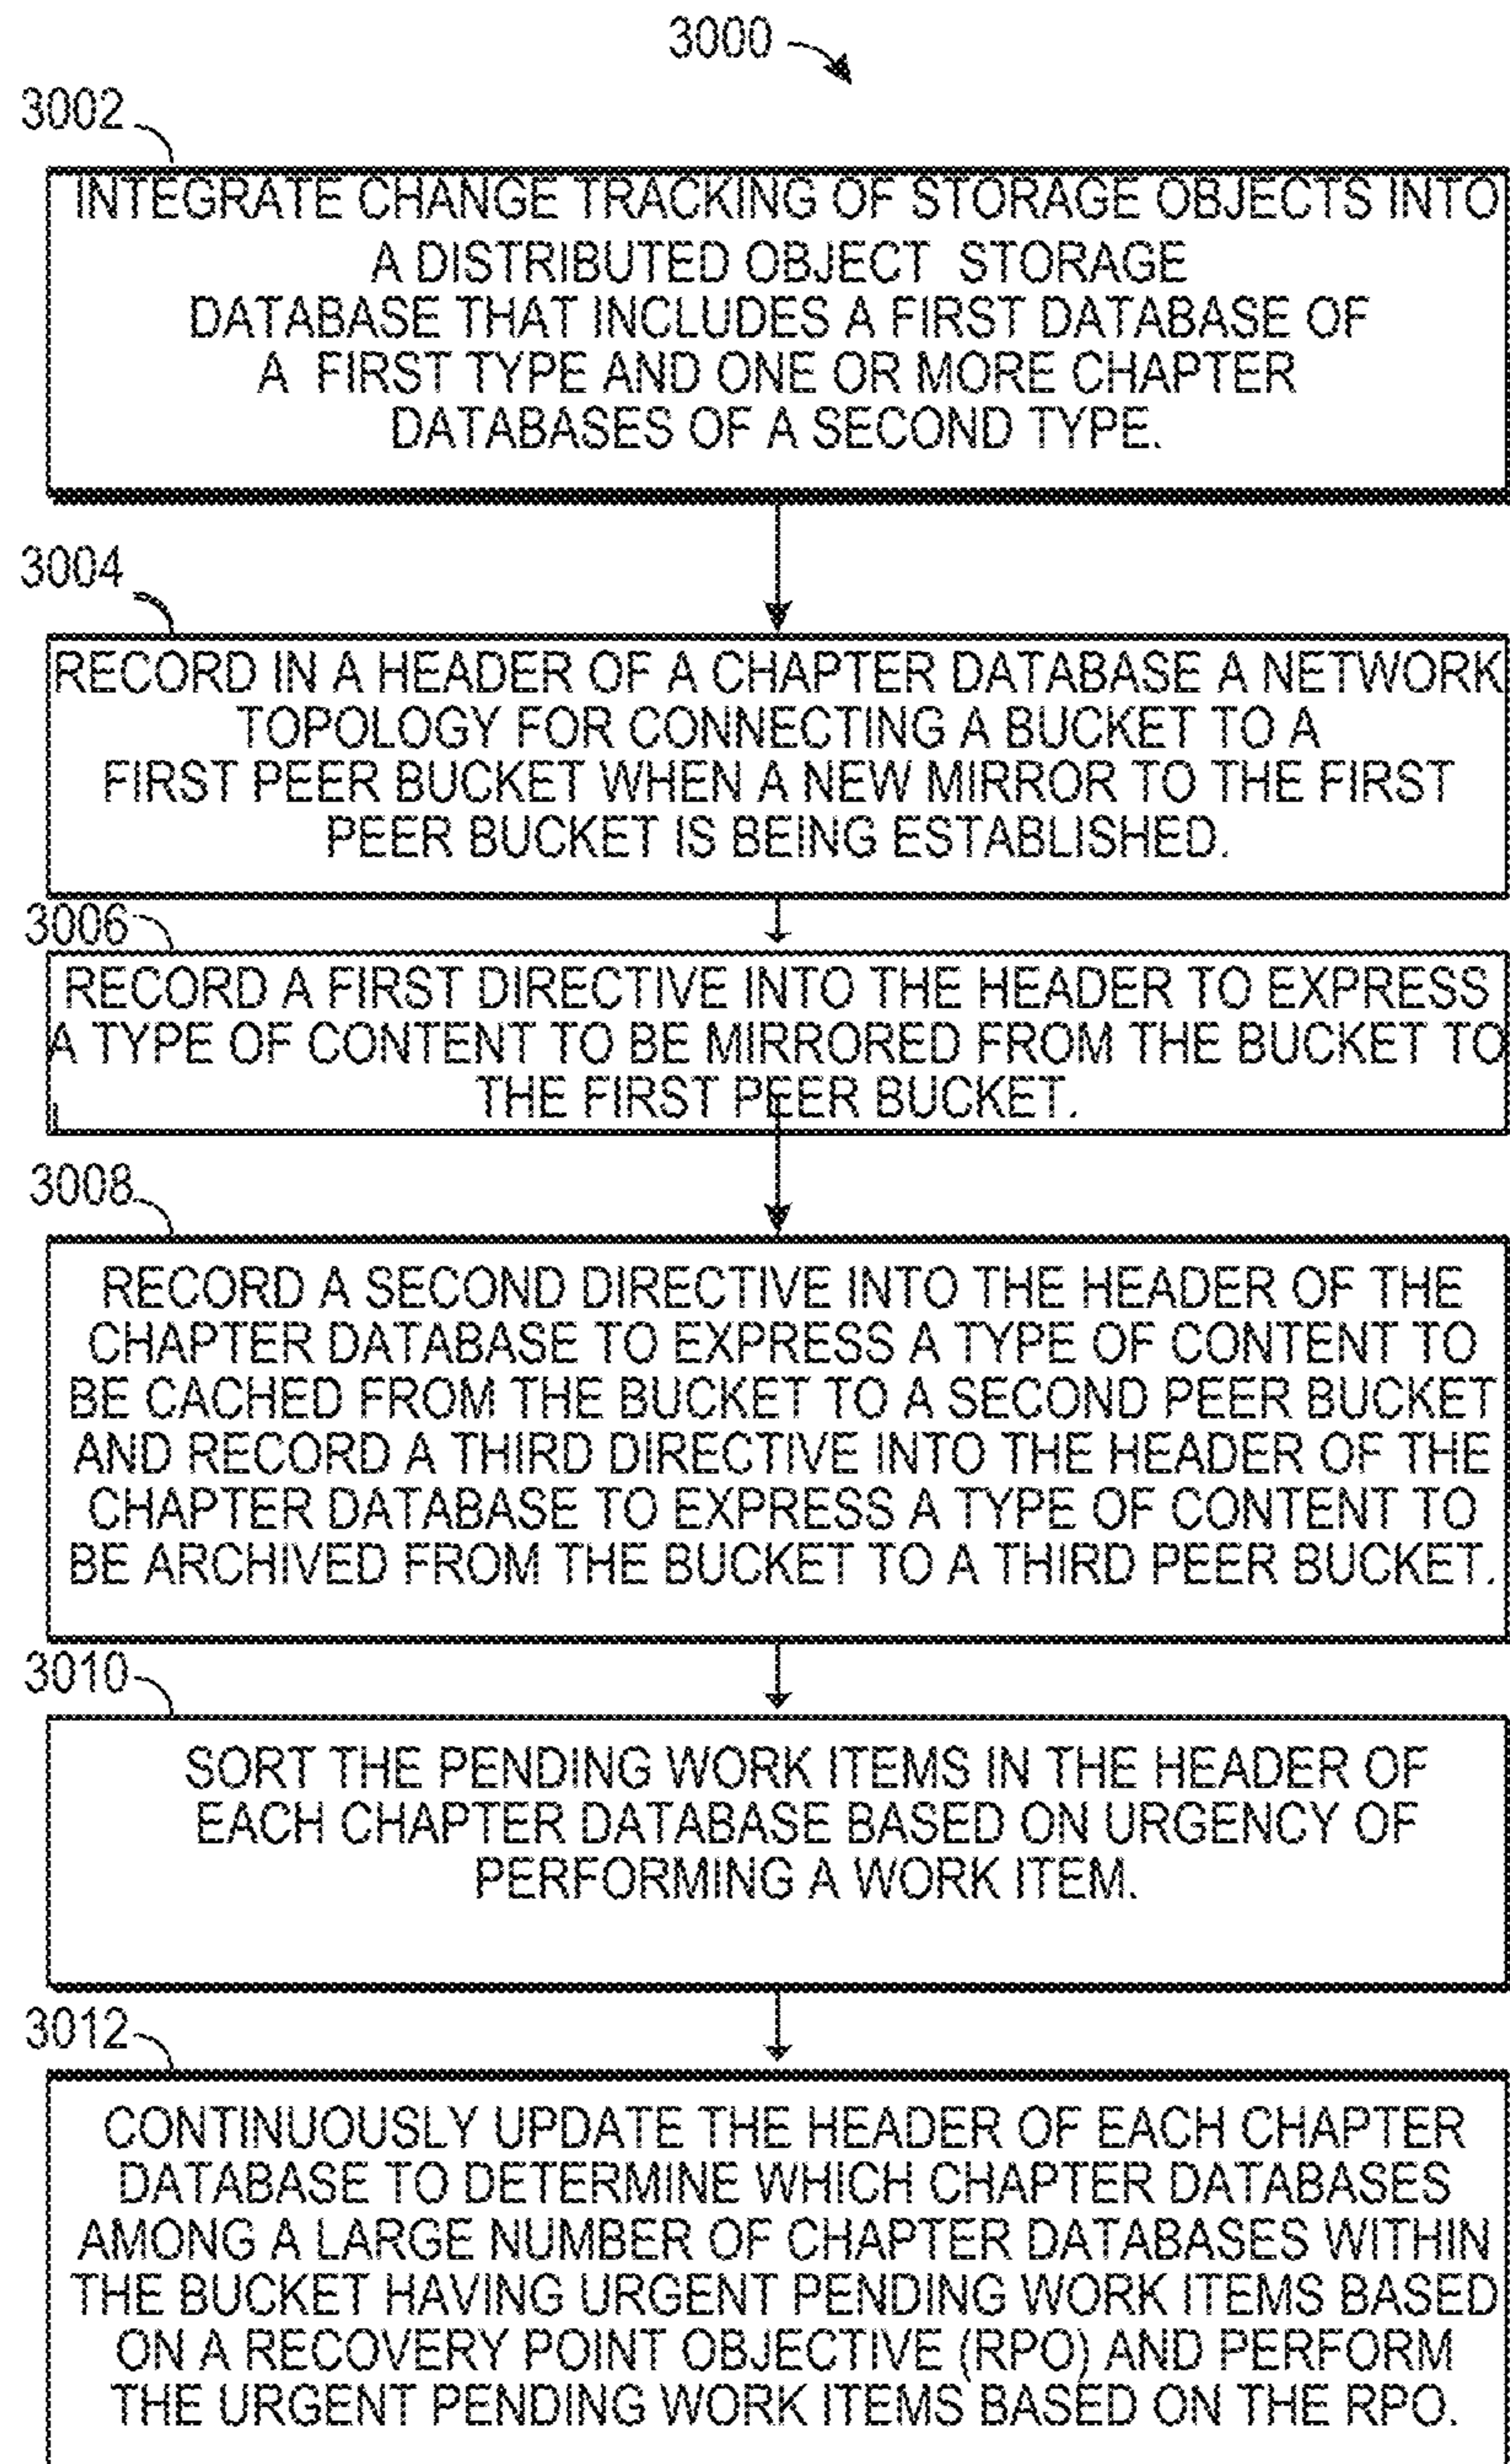 3000
3002
INTEGRATE CHANGE TRACKING OF STORAGE OBJECTS INTO
A DISTRIBUTED OBJECT STORAGE
DATABASE THAT INCLUDES A FIRST DATABASE OF
A FIRST TYPE AND ONE OR MORE CHAPTER
DATABASES OF A SECOND TYPE.
3004
RECORD IN A HEADER OF A CHAPTER DATABASE A NETWORK
TOPOLOGY FOR CONNECTING A BUCKET TO A
FIRST PEER BUCKET WHEN A NEW MIRROR TO THE FIRST
PEER BUCKET IS BEING ESTABLISHED.
3006
RECORD A FIRST DIRECTIVE INTO THE HEADER TO EXPRESS
A TYPE OF CONTENT TO BE MIRRORED FROM THE BUCKET TO
THE FIRST PEER BUCKET.
3008
RECORD A SECOND DIRECTIVE INTO THE HEADER OF THE
CHAPTER DATABASE TO EXPRESS A TYPE OF CONTENT TO
BE CACHED FROM THE BUCKET TO A SECOND PEER BUCKET
AND RECORD A THIRD DIRECTIVE INTO THE HEADER OF THE
CHAPTER DATABASE TO EXPRESS A TYPE OF CONTENT TO
BE ARCHIVED FROM THE BUCKET TO A THIRD PEER BUCKET.
3010
SORT THE PENDING WORK ITEMS IN THE HEADER OF
EACH CHAPTER DATABASE BASED ON URGENCY OF
PERFORMING A WORK ITEM.
3012
CONTINUOUSLY UPDATE THE HEADER OF EACH CHAPTER
DATABASE TO DETERMINE WHICH CHAPTER DATABASES
AMONG A LARGE NUMBER OF CHAPTER DATABASES WITHIN
THE BUCKET HAVING URGENT PENDING WORK ITEMS BASED
ON A RECOVERY POINT OBJECTIVE (RPO) AND PERFORM
THE URGENT PENDING WORK ITEMS BASED ON THE RPO.